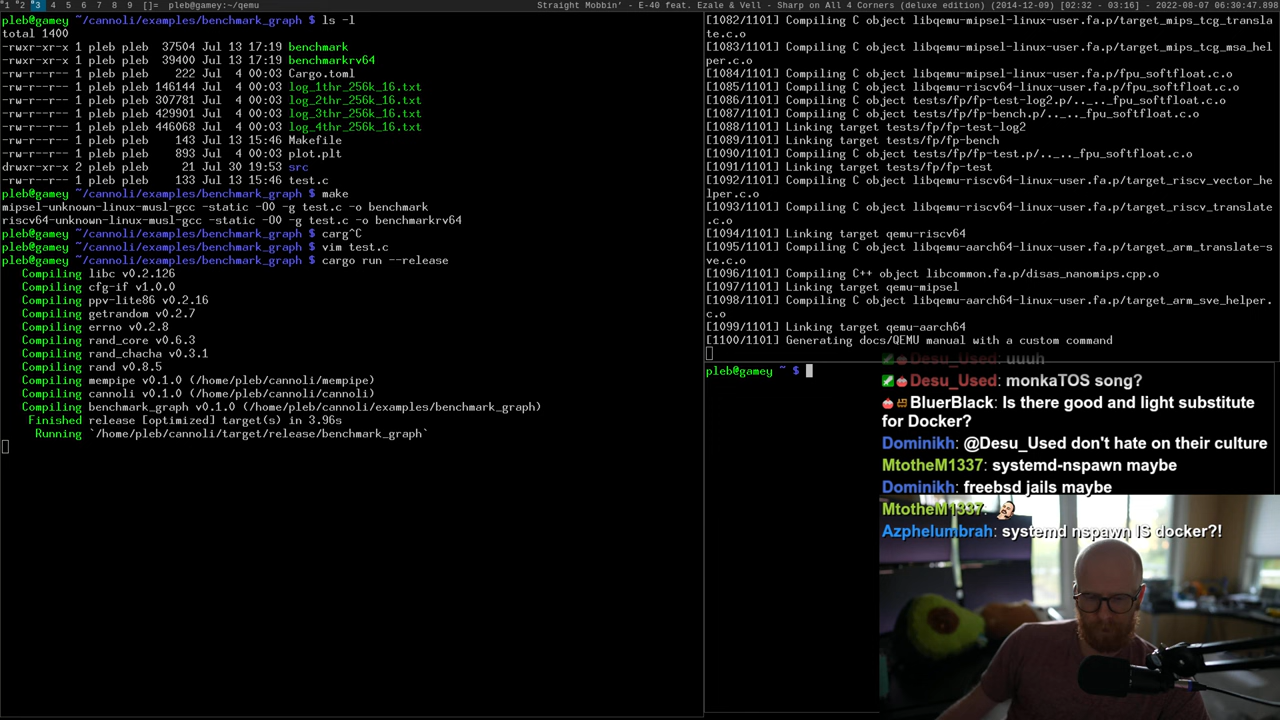 1 2 3 4 5 6 7 8 9 []= pleb@gamey:~/qemu
Straight Mobbin' - E-40 feat. Ezale & Vell - Sharp on All 4 Corners (deluxe edition) (2014-12-09) [02:32 - 03:16] - 2022-08-07 06:30:47.898
pleb@gamey ~/cannoli/examples/benchmark_graph $ ls -l
total 1400
-rwxr-xr-x 1 pleb pleb 37504 Jul 13 17:19 benchmark
-rwxr-xr-x 1 pleb pleb 39400 Jul 13 17:19 benchmarkrv64
-rw-r--r-- 1 pleb pleb 222 Jul 4 00:03 Cargo.toml
-rw-r--r-- 1 pleb pleb 146144 Jul 4 00:03 log_1thr_256k_16.txt
-rw-r--r-- 1 pleb pleb 307781 Jul 4 00:03 log_2thr_256k_16.txt
-rw-r--r-- 1 pleb pleb 429901 Jul 4 00:03 log_3thr_256k_16.txt
-rw-r--r-- 1 pleb pleb 446068 Jul 4 00:03 log_4thr_256k_16.txt
-rw-r--r-- 1 pleb pleb 143 Jul 13 15:46 Makefile
-rw-r--r-- 1 pleb pleb 893 Jul 4 00:03 plot.plt
drwxr-xr-x 2 pleb pleb 21 Jul 30 19:53 src
-rw-r--r-- 1 pleb pleb 133 Jul 13 15:46 test.c
pleb@gamey ~/cannoli/examples/benchmark_graph $ make
mipsel-unknown-linux-musl-gcc -static -O0 -g test.c -o benchmark
riscv64-unknown-linux-musl-gcc -static -O0 -g test.c -o benchmarkrv64
pleb@gamey ~/cannoli/examples/benchmark_graph $ carg^C
pleb@gamey ~/cannoli/examples/benchmark_graph $ vim test.c
pleb@gamey ~/cannoli/examples/benchmark_graph $ cargo run --release
Compiling libc v0.2.126
Compiling cfg-if v1.0.0
Compiling ppv-lite86 v0.2.16
Compiling getrandom v0.2.7
Compiling errno v0.2.8
Compiling rand_core v0.6.3
Compiling rand_chacha v0.3.1
Compiling rand v0.8.5
Compiling mempipe v0.1.0 (/home/pleb/cannoli/mempipe)
Compiling cannoli v0.1.0 (/home/pleb/cannoli/cannoli)
Compiling benchmark_graph v0.1.0 (/home/pleb/cannoli/examples/benchmark_graph)
Finished release [optimized] target(s) in 3.96s
Running `/home/pleb/cannoli/target/release/benchmark_graph`
[1082/1101] Compiling C object libqemu-mipsel-linux-user.fa.p/target_mips_tcg_transla
te.c.o
[1083/1101] Compiling C object libqemu-mipsel-linux-user.fa.p/target_mips_tcg_msa_hel
per.c.o
[1084/1101] Compiling C object libqemu-mipsel-linux-user.fa.p/fpu_softfloat.c.o
[1085/1101] Compiling C object libqemu-riscv64-linux-user.fa.p/fpu_softfloat.c.o
[1086/1101] Compiling C object tests/fp/fp-test-log2.p/.._.._fpu_softfloat.c.o
[1087/1101] Compiling C object tests/fp/fp-bench.p/.._.._fpu_softfloat.c.o
[1088/1101] Linking target tests/fp/fp-test-log2
[1089/1101] Linking target tests/fp/fp-bench
[1090/1101] Compiling C object tests/fp/fp-test.p/.._.._fpu_softfloat.c.o
[1091/1101] Linking target tests/fp/fp-test
[1092/1101] Compiling C object libqemu-riscv64-linux-user.fa.p/target_riscv_vector_he
lper.c.o
[1093/1101] Compiling C object libqemu-riscv64-linux-user.fa.p/target_riscv_translate
.c.o
[1094/1101] Linking target qemu-riscv64
[1095/1101] Compiling C object libqemu-aarch64-linux-user.fa.p/target_arm_translate-s
ve.c.o
[1096/1101] Compiling C++ object libcommon.fa.p/disas_nanomips.cpp.o
[1097/1101] Linking target qemu-mipsel
[1098/1101] Compiling C object libqemu-aarch64-linux-user.fa.p/target_arm_sve_helper.
c.o
[1099/1101] Linking target qemu-aarch64
[1100/1101] Generating docs/QEMU manual with a custom command
pleb@gamey ~ $
Desu_Used: uuuh
Desu_Used: monkaTOS song?
BluerBlack: Is there good and light substitute
for Docker?
Dominikh: @Desu_Used don't hate on their culture
MtotheM1337: systemd-nspawn maybe
Dominikh: freebsd jails maybe
MtotheM1337:
Azphelumbrah: systemd nspawn IS docker?!